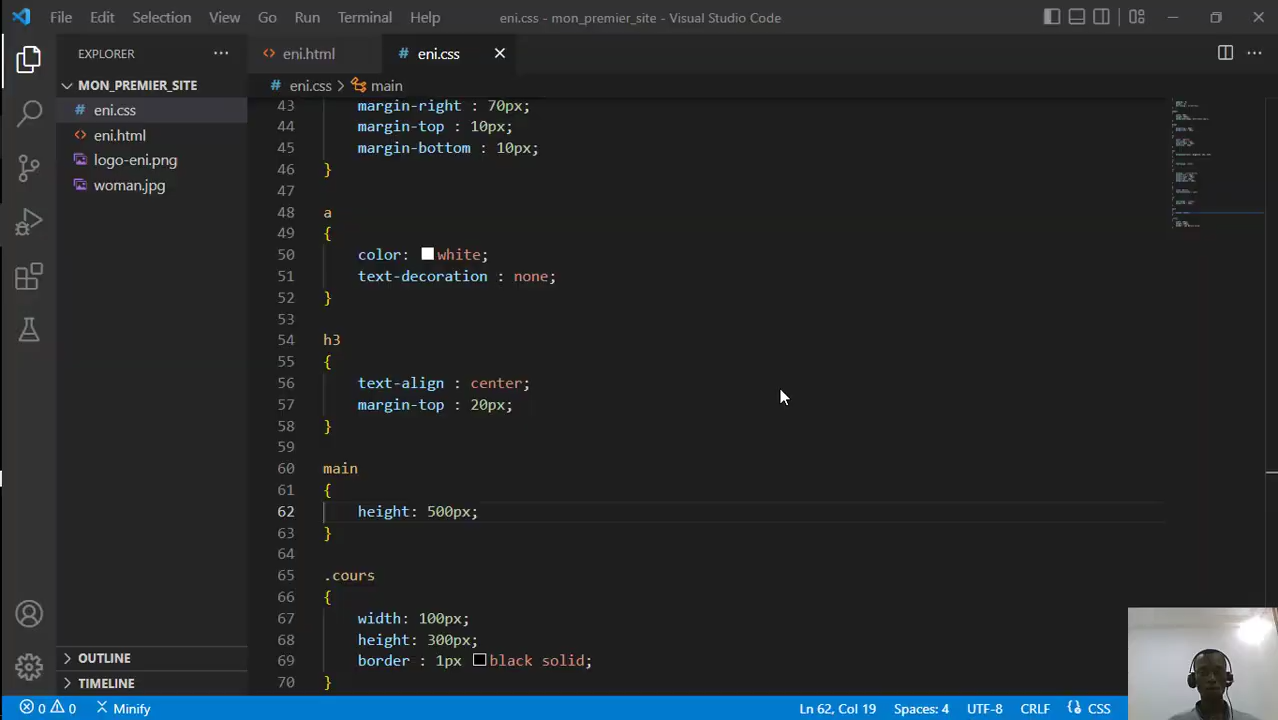 File Edit Selection View Go Run Terminal Help eni.css - mon_premier_site - Visual Studio Code
EXPLORER
eni.html # eni.css
MON_PREMIER_SITE
# eni.css > main
# eni.css
eni.html
logo-eni.png
woman.jpg
43 margin-right : 70px;
44 margin-top : 10px;
45 margin-bottom : 10px;
46 }
47
48 a
49 {
50 color: white;
51 text-decoration : none;
52 }
53
54 h3
55 {
56 text-align : center;
57 margin-top : 20px;
58 }
59
60 main
61 {
62 height: 500px;
63 }
64
65 .cours
66 {
67 width: 100px;
68 height: 300px;
69 border : 1px black solid;
70 }
OUTLINE
TIMELINE
0 0 Minify Ln 62, Col 19 Spaces: 4 UTF-8 CRLF CSS